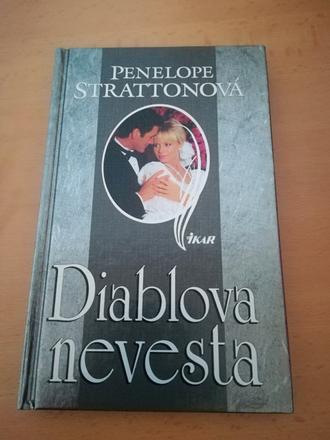 PENELOPE
STRATTONOVÁ
IKAR
Diablova
nevesta